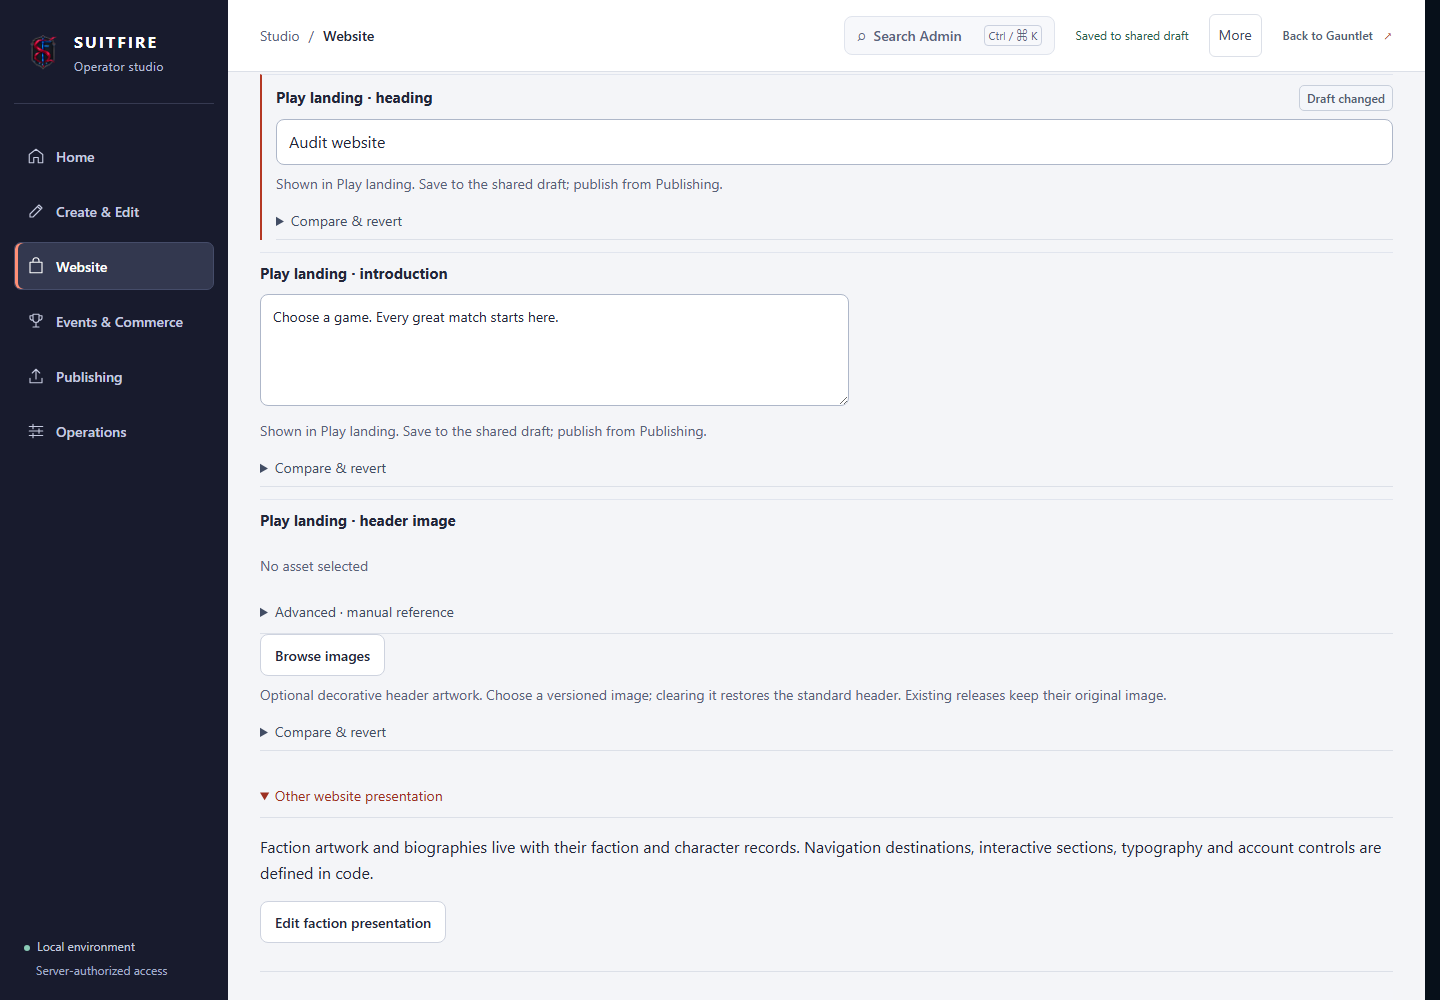 SUITFIRE
Operator studio
Home
Create & Edit
Website
Events & Commerce
Publishing
Operations
Local environment
Server-authorized access
Studio / Website
Search Admin Ctrl / ⌘ K
Saved to shared draft
More
Back to Gauntlet ↗
Play landing · heading
Draft changed
Audit website
Shown in Play landing. Save to the shared draft; publish from Publishing.
Compare & revert
Play landing · introduction
Choose a game. Every great match starts here.
Shown in Play landing. Save to the shared draft; publish from Publishing.
Compare & revert
Play landing · header image
No asset selected
Advanced · manual reference
Browse images
Optional decorative header artwork. Choose a versioned image; clearing it restores the standard header. Existing releases keep their original image.
Compare & revert
Other website presentation
Faction artwork and biographies live with their faction and character records. Navigation destinations, interactive sections, typography and account controls are
defined in code.
Edit faction presentation